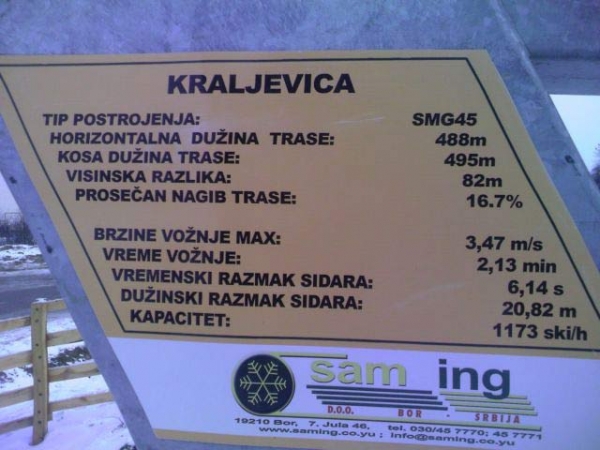 KRALJEVICA
TIP POSTROJENJA: SMG45
HORIZONTALNA DUŽINA TRASE: 488m
KOSA DUŽINA TRASE: 495m
VISINSKA RAZLIKA: 82m
PROSEČAN NAGIB TRASE: 16.7%
BRZINE VOŽNJE MAX: 3,47 m/s
VREME VOŽNJE: 2,13 min
VREMENSKI RAZMAK SIDARA: 6,14 s
DUŽINSKI RAZMAK SIDARA: 20,82 m
KAPACITET: 1173 ski/h
sam ing
D.O.O. BOR - SRBIJA
19210 Bor, 7. Jula 46, tel. 030/45 7770; 45 7771
www.saming.co.yu ; info@saming.co.yu